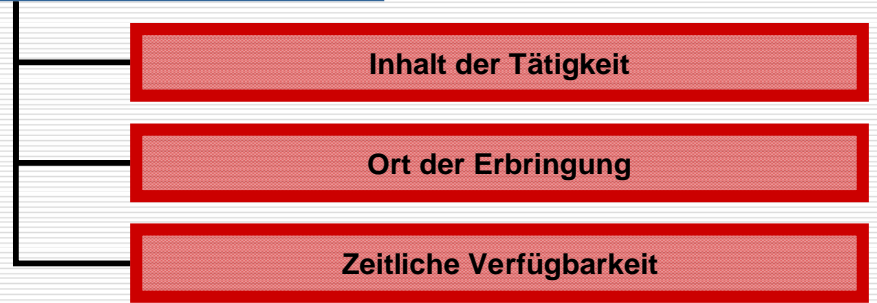 Inhalt der Tätigkeit
Ort der Erbringung
Zeitliche Verfügbarkeit